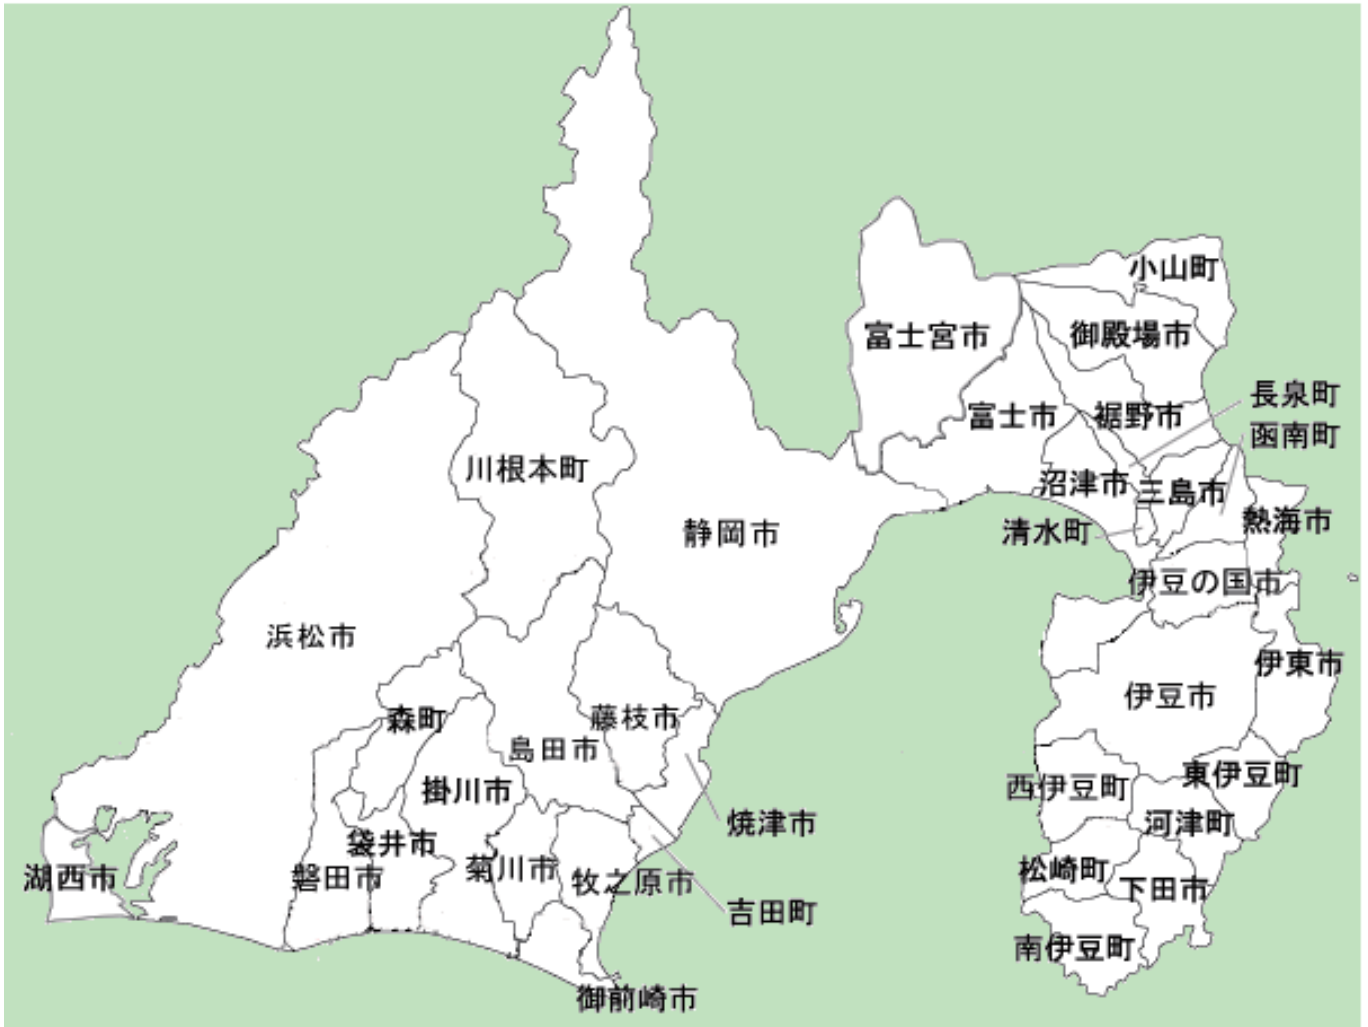 小山町
富士宮市
御殿場市
長泉町
富士市
裾野市
函南町
川根本町
沼津市
三島市
熱海市
静岡市
清水町
伊豆の国市
浜松市
伊東市
伊豆市
森町
藤枝市
島田市
東伊豆町
西伊豆町
掛川市
焼津市
河津町
袋井市
菊川市
松崎町
湖西市
磐田市
牧之原市
下田市
吉田町
南伊豆町
御前崎市